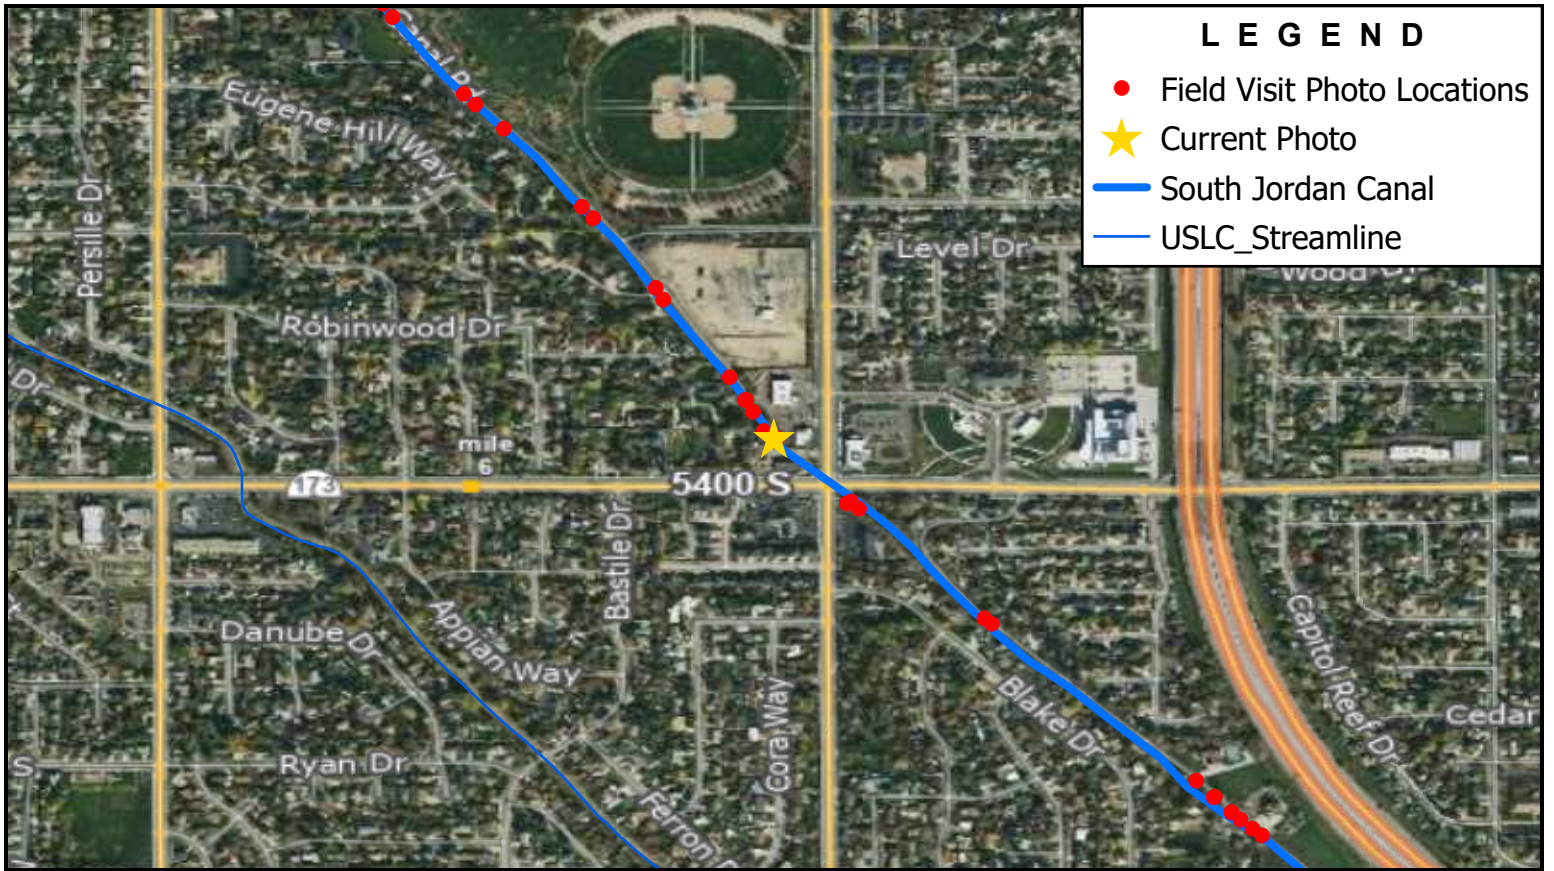 L E G E N D
Field Visit Photo Locations
Current Photo
South Jordan Canal
USLC_Streamline
Canal Rd
Eugene Hill Way
Persille Dr
Level Dr
Wood
Robinwood Dr
Dr
mile
6
173
5400 S
Bastile Dr
Appian Way
Danube Dr
Capitol Reef Dr
Blake Dr
Cora Way
Cedar
S
Ryan Dr
Ferron